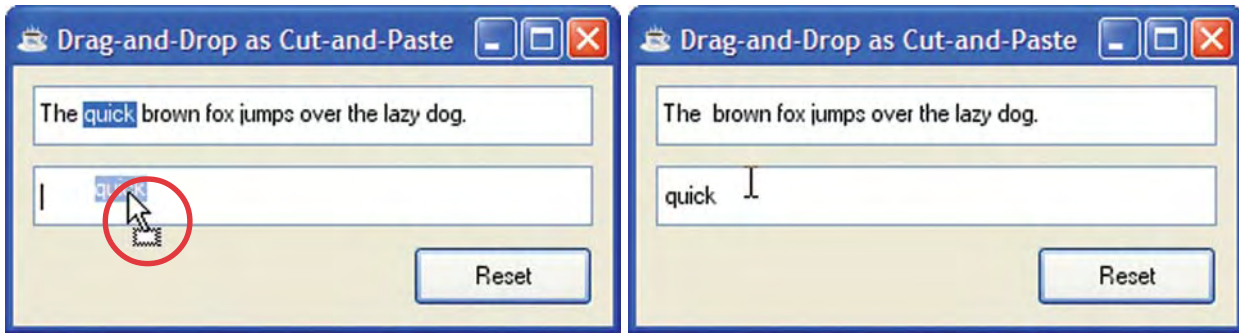 Drag-and-Drop as Cut-and-Paste
The quick brown fox jumps over the lazy dog.
quick
Reset
Drag-and-Drop as Cut-and-Paste
The  brown fox jumps over the lazy dog.
quick
Reset